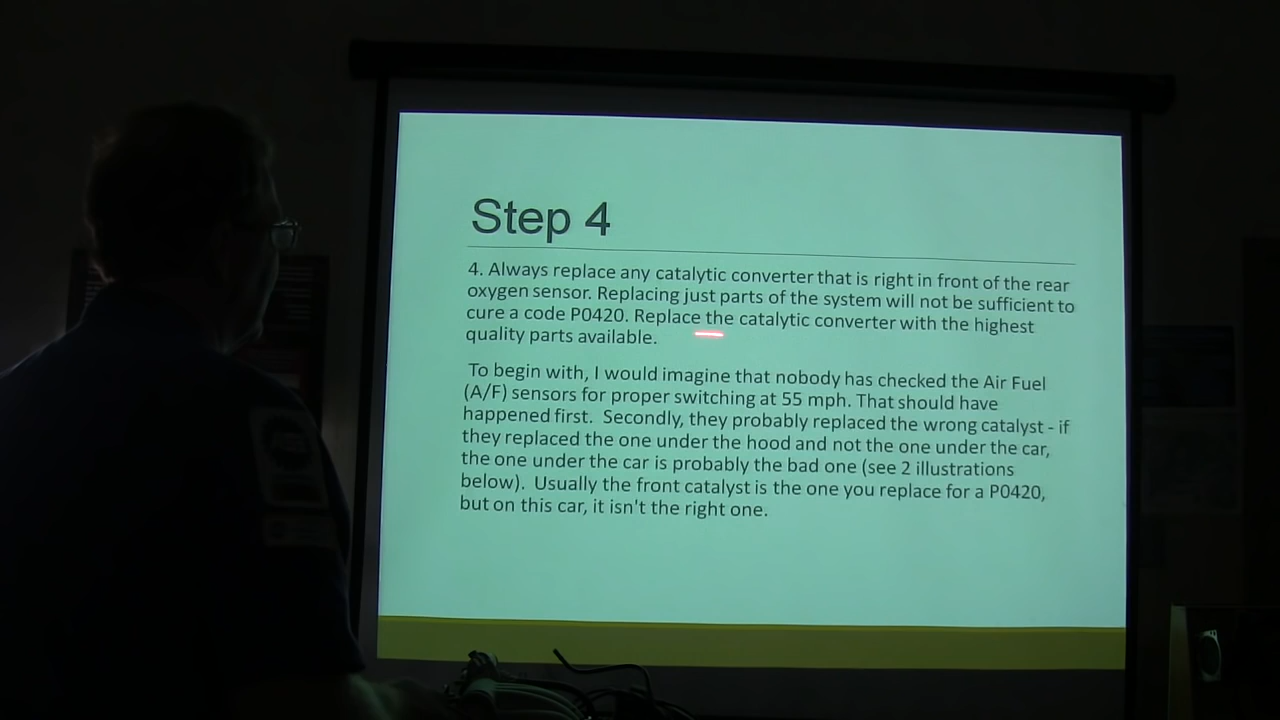 Step 4
4. Always replace any catalytic converter that is right in front of the rear
oxygen sensor. Replacing just parts of the system will not be sufficient to
cure a code P0420. Replace the catalytic converter with the highest
quality parts available.
To begin with, I would imagine that nobody has checked the Air Fuel
(A/F) sensors for proper switching at 55 mph. That should have
happened first.  Secondly, they probably replaced the wrong catalyst - if
they replaced the one under the hood and not the one under the car,
the one under the car is probably the bad one (see 2 illustrations
below).  Usually the front catalyst is the one you replace for a P0420,
but on this car, it isn't the right one.